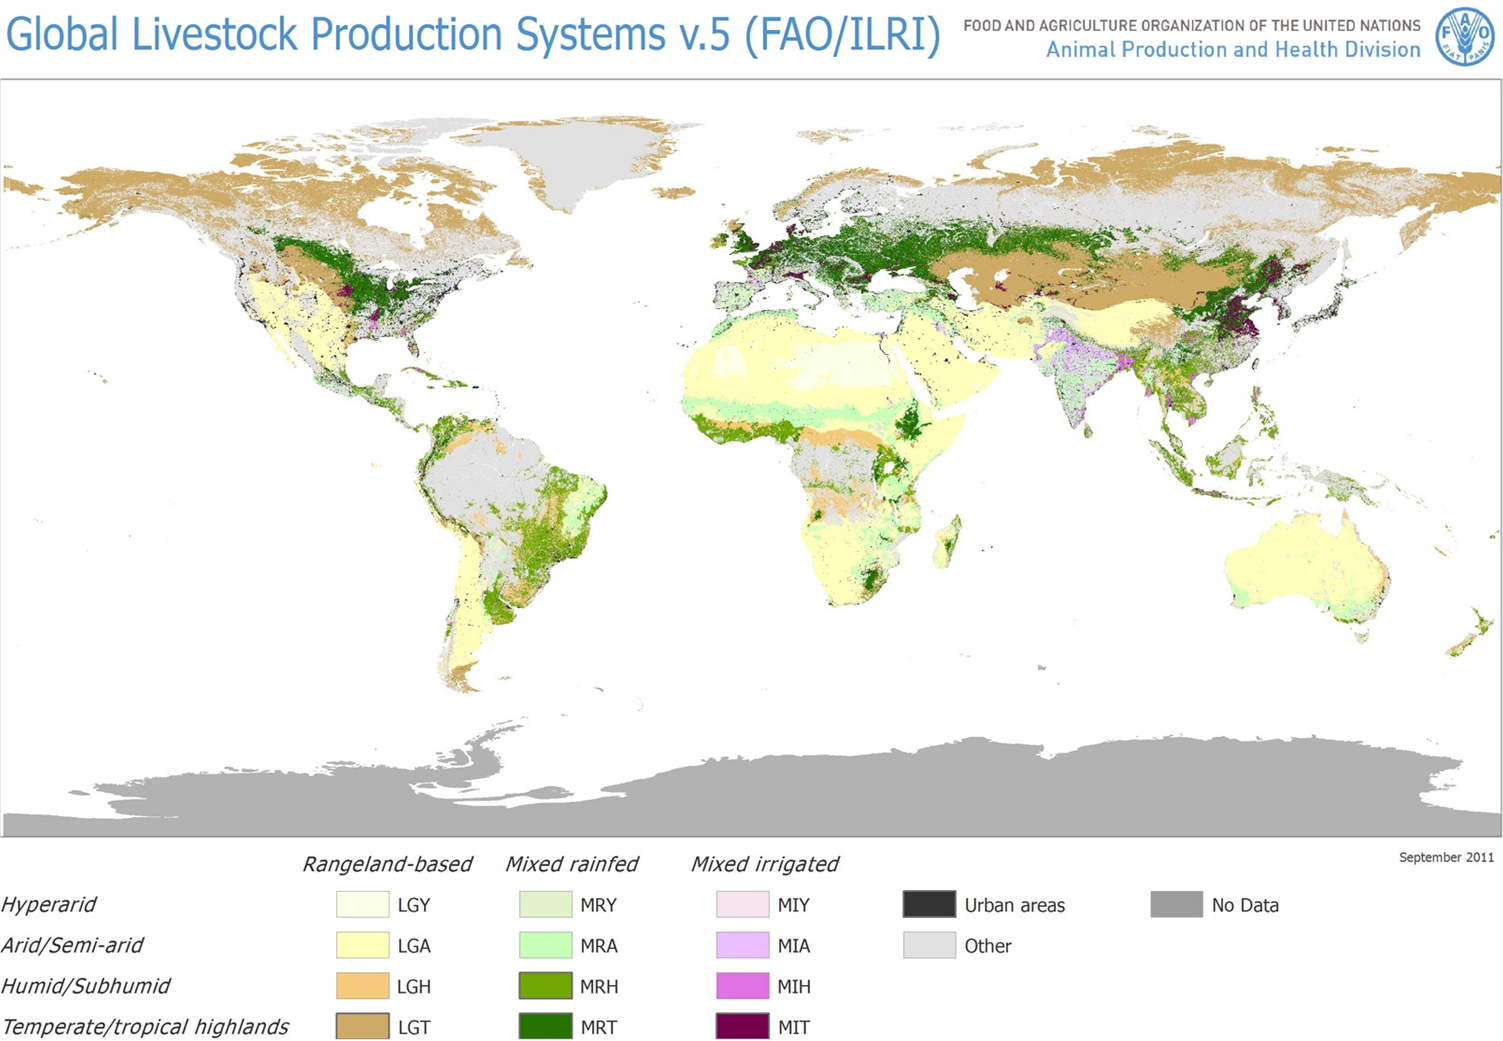 Global Livestock Production Systems v.5 (FAO/ILRI)
FOOD AND AGRICULTURE ORGANIZATION OF THE UNITED NATIONS
Animal Production and Health Division
F A O
FIAT PANIS
September 2011
Rangeland-based Mixed rainfed Mixed irrigated
Hyperarid LGY MRY MIY Urban areas No Data
Arid/Semi-arid LGA MRA MIA Other
Humid/Subhumid LGH MRH MIH
Temperate/tropical highlands LGT MRT MIT